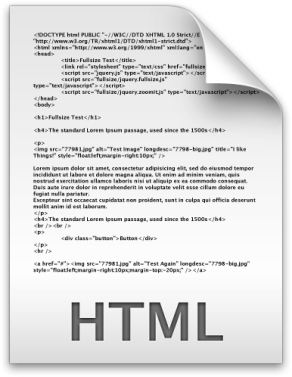 <!DOCTYPE html PUBLIC "-//W3C//DTD XHTML 1.0 Strict//E
"http://www.w3.org/TR/xhtml1/DTD/xhtml1-strict.dtd">
<html xmlns="http://www.w3.org/1999/xhtml" xmllang="en
<head>
<title>Fullsize Test</title>
<link rel="stylesheet" type="text/css" href="fullsize
<script src="jquery.js" type="text/javascript"></scri
<script src="fullsize/jquery.fullsize.js"
type="text/javascript"></script>
<script src="fullsize/jquery.zoomit.js" type="text/javascript"></script>
</head>
<body>
<h1>Fullsize Test</h1>
<h4>The standard Lorem Ipsum passage, used since the 1500s</h4>
<p>
<img src="77981.jpg" alt="Test Image" longdesc="7798-big.jpg" title="I like
Things!" style="float:left;margin-right:10px;" />
Lorem ipsum dolor sit amet, consectetur adipisicing elit, sed do eiusmod tempor
incididunt ut labore et dolore magna aliqua. Ut enim ad minim veniam, quis
nostrud exercitation ullamco laboris nisi ut aliquip ex ea commodo consequat.
Duis aute irure dolor in reprehenderit in voluptate velit esse cillum dolore eu
fugiat nulla pariatur.
Excepteur sint occaecat cupidatat non proident, sunt in culpa qui officia deserunt
mollit anim id est laborum.
</p>
<h4>The standard Lorem Ipsum passage, used since the 1500s</h4>
<br /> <br />
<p>
<div class="button">Button</div>
</p>
<hr />
<a href="#"> <img src="77981.jpg" alt="Test Again" longdesc="7798-big.jpg"
style="float:left;margin-right:10px;margin-top:-20px;" /> </a>
HTML